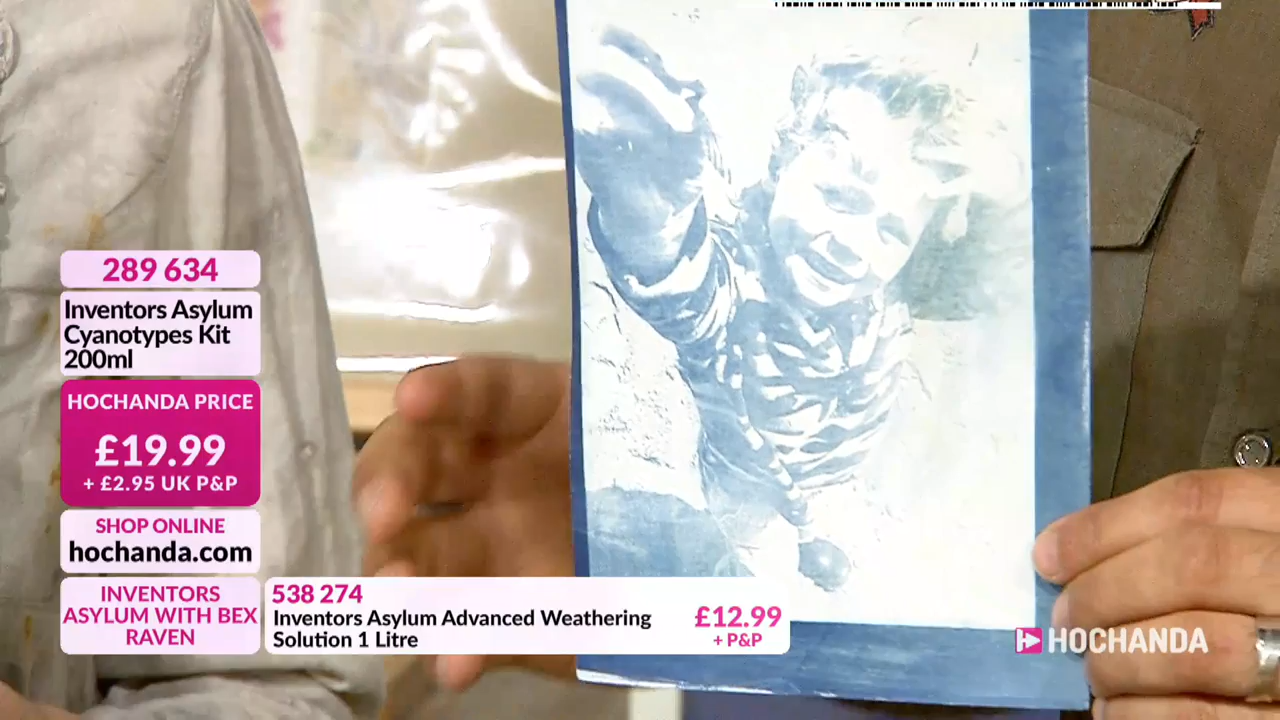 289 634
Inventors Asylum
Cyanotypes Kit
200ml
HOCHANDA PRICE
£19.99
+ £2.95 UK P&P
SHOP ONLINE
hochanda.com
INVENTORS
ASYLUM WITH BEX
RAVEN
538 274
Inventors Asylum Advanced Weathering
Solution 1 Litre
£12.99
+ P&P
HOCHANDA